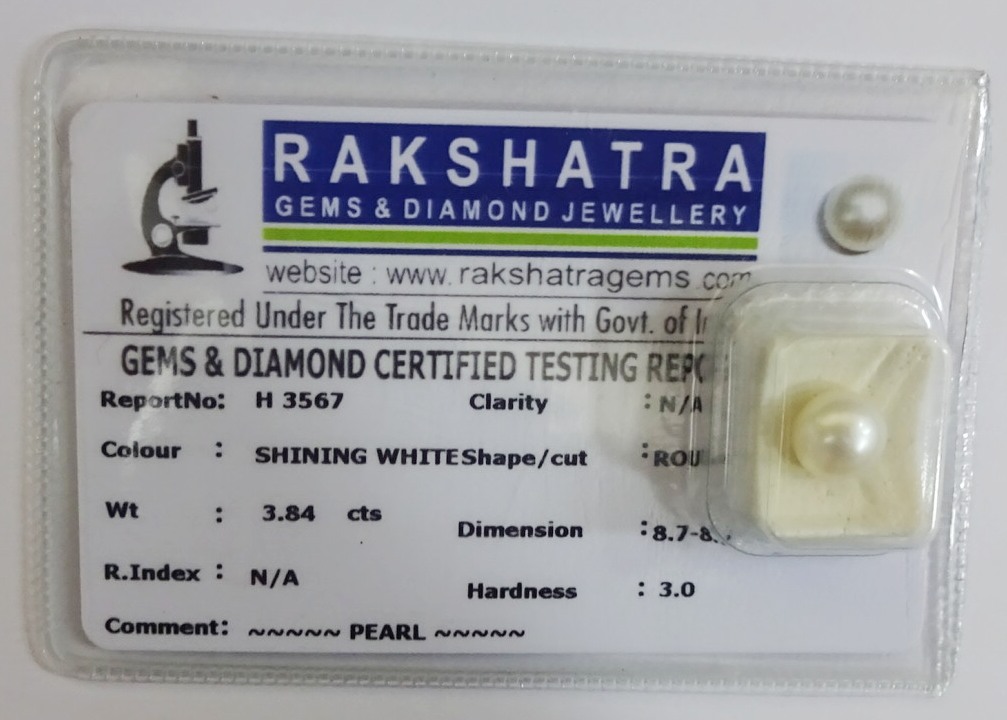 RAKSHATRA
GEMS & DIAMOND JEWELLERY
website : www. rakshatragems .com
Registered Under The Trade Marks with Govt. of
GEMS & DIAMOND CERTIFIED TESTING
ReportNo: H 3567 Clarity : N/A
Colour : SHINING WHITE Shape/cut :
Wt : 3.84 cts Dimension :
R.Index : N/A Hardness : 3.0
Comment: ~~~~~ PEARL ~~~~~